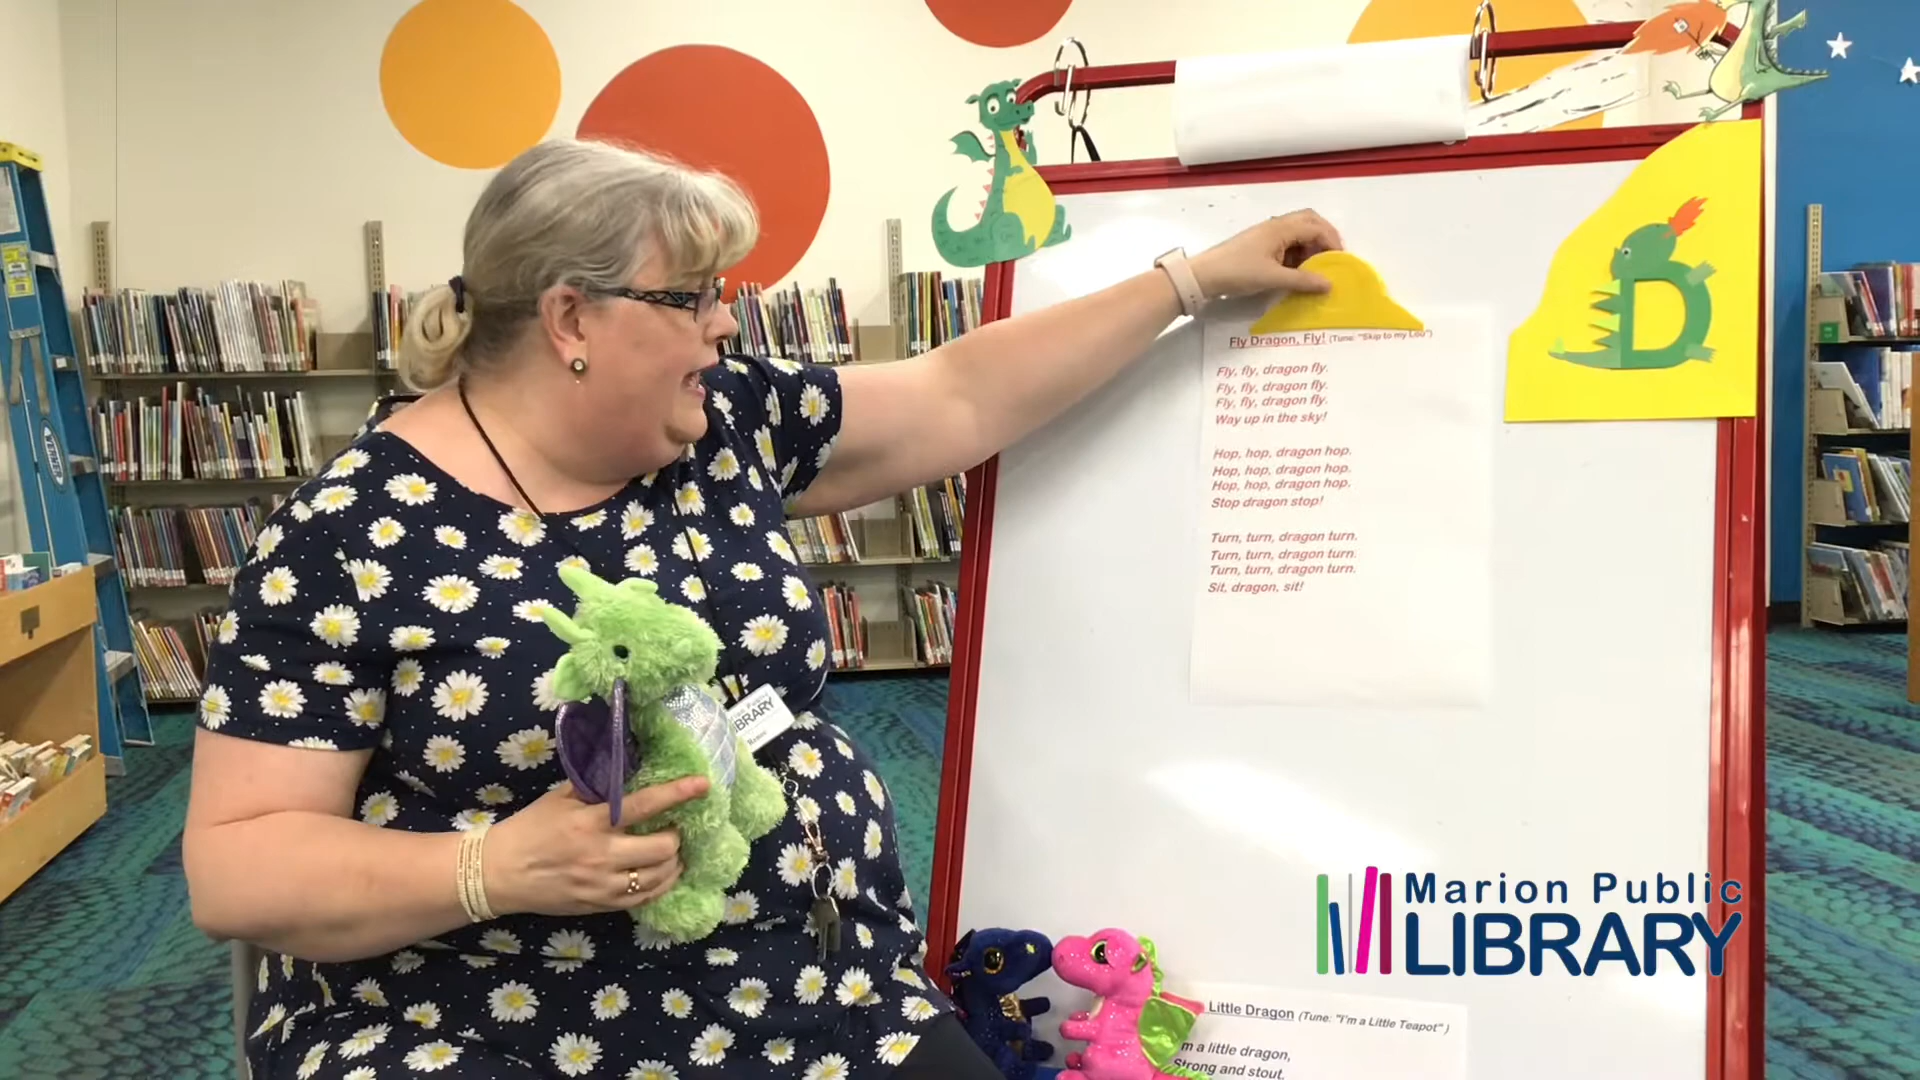 Fly Dragon, Fly! (Tune: "Skip to my Lou")
Fly, fly, dragon fly.
Fly, fly, dragon fly.
Fly, fly, dragon fly.
Way up in the sky!
Hop, hop, dragon hop.
Hop, hop, dragon hop.
Hop, hop, dragon hop.
Stop dragon stop!
Turn, turn, dragon turn.
Turn, turn, dragon turn.
Turn, turn, dragon turn.
Sit, dragon, sit!
D
Marion Public
LIBRARY
Little Dragon (Tune: "I'm a Little Teapot")
a little dragon,
Strong and stout.
WERNER